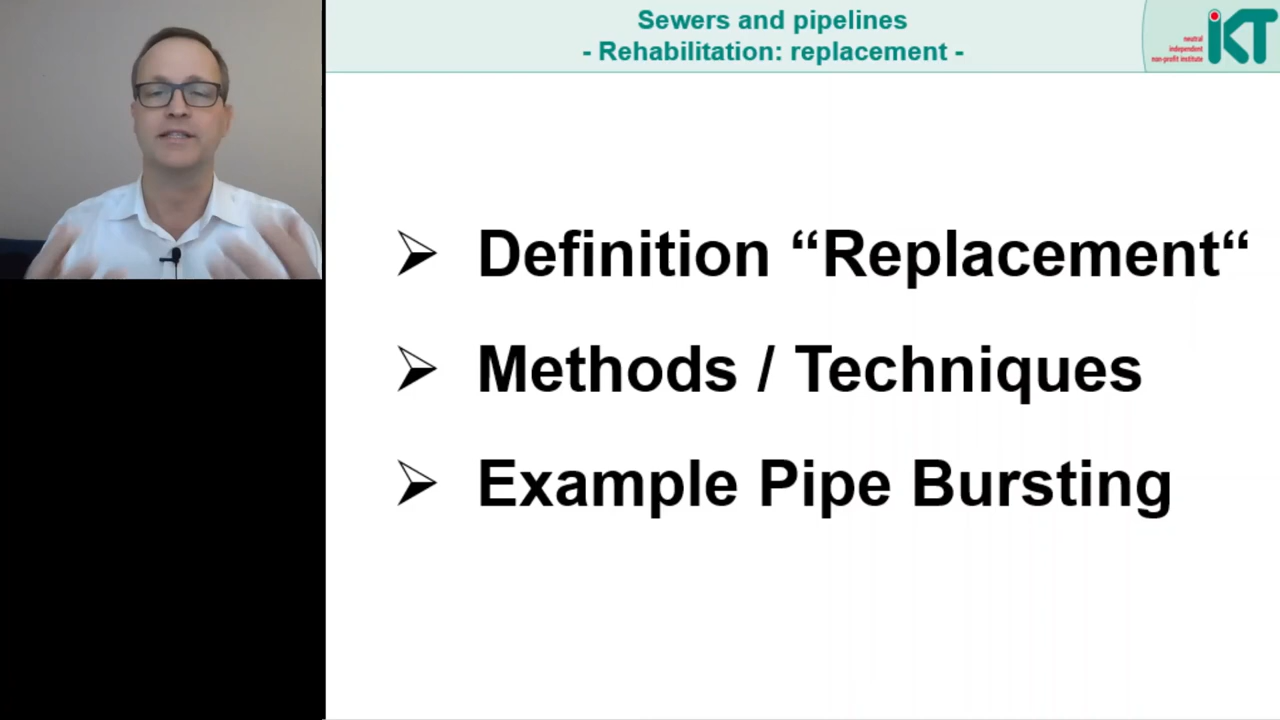 Sewers and pipelines
- Rehabilitation: replacement -
neutral
independent
non-profit institute
iKT
➢ Definition “Replacement“
➢ Methods / Techniques
➢ Example Pipe Bursting